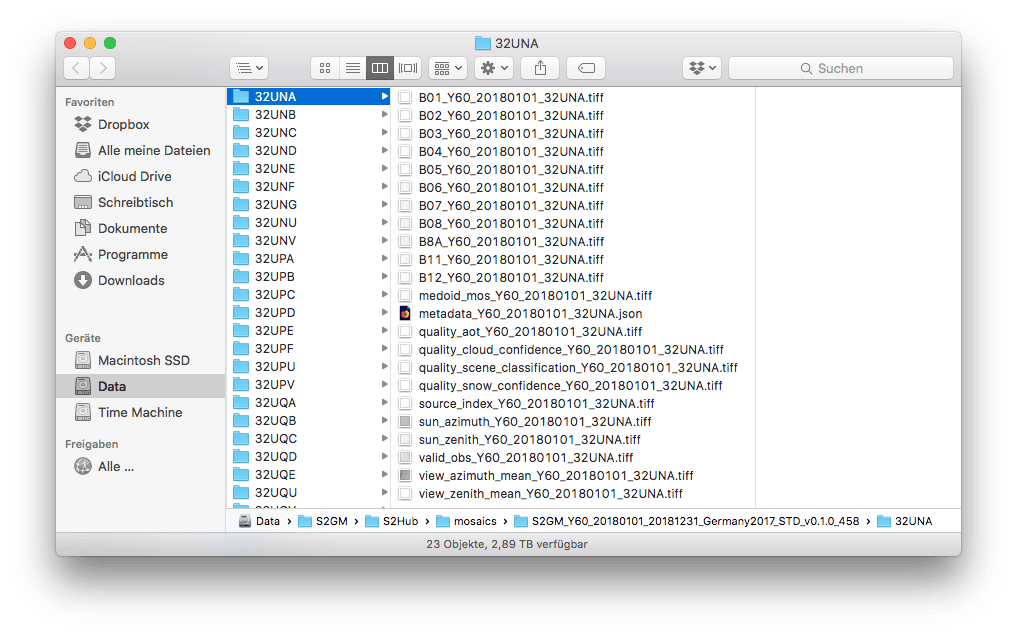 32UNA
Suchen
Favoriten
Dropbox
Alle meine Dateien
iCloud Drive
Schreibtisch
Dokumente
Programme
Downloads
Geräte
Macintosh SSD
Data
Time Machine
Freigaben
Alle ...
32UNA
32UNB
32UNC
32UND
32UNE
32UNF
32UNG
32UNU
32UNV
32UPA
32UPB
32UPC
32UPD
32UPE
32UPF
32UPU
32UPV
32UQA
32UQB
32UQC
32UQD
32UQE
32UQU
B01_Y60_20180101_32UNA.tiff
B02_Y60_20180101_32UNA.tiff
B03_Y60_20180101_32UNA.tiff
B04_Y60_20180101_32UNA.tiff
B05_Y60_20180101_32UNA.tiff
B06_Y60_20180101_32UNA.tiff
B07_Y60_20180101_32UNA.tiff
B08_Y60_20180101_32UNA.tiff
B8A_Y60_20180101_32UNA.tiff
B11_Y60_20180101_32UNA.tiff
B12_Y60_20180101_32UNA.tiff
medoid_mos_Y60_20180101_32UNA.tiff
metadata_Y60_20180101_32UNA.json
quality_aot_Y60_20180101_32UNA.tiff
quality_cloud_confidence_Y60_20180101_32UNA.tiff
quality_scene_classification_Y60_20180101_32UNA.tiff
quality_snow_confidence_Y60_20180101_32UNA.tiff
source_index_Y60_20180101_32UNA.tiff
sun_azimuth_Y60_20180101_32UNA.tiff
sun_zenith_Y60_20180101_32UNA.tiff
valid_obs_Y60_20180101_32UNA.tiff
view_azimuth_mean_Y60_20180101_32UNA.tiff
view_zenith_mean_Y60_20180101_32UNA.tiff
Data › S2GM › S2Hub › mosaics › S2GM_Y60_20180101_20181231_Germany2017_STD_v0.1.0_458 › 32UNA
23 Objekte, 2,89 TB verfügbar